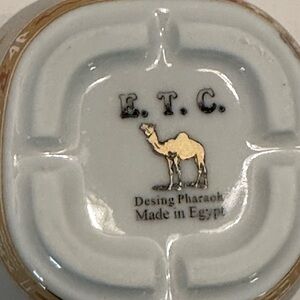 E. T. C.
Desing Pharaoh
Made in Egypt